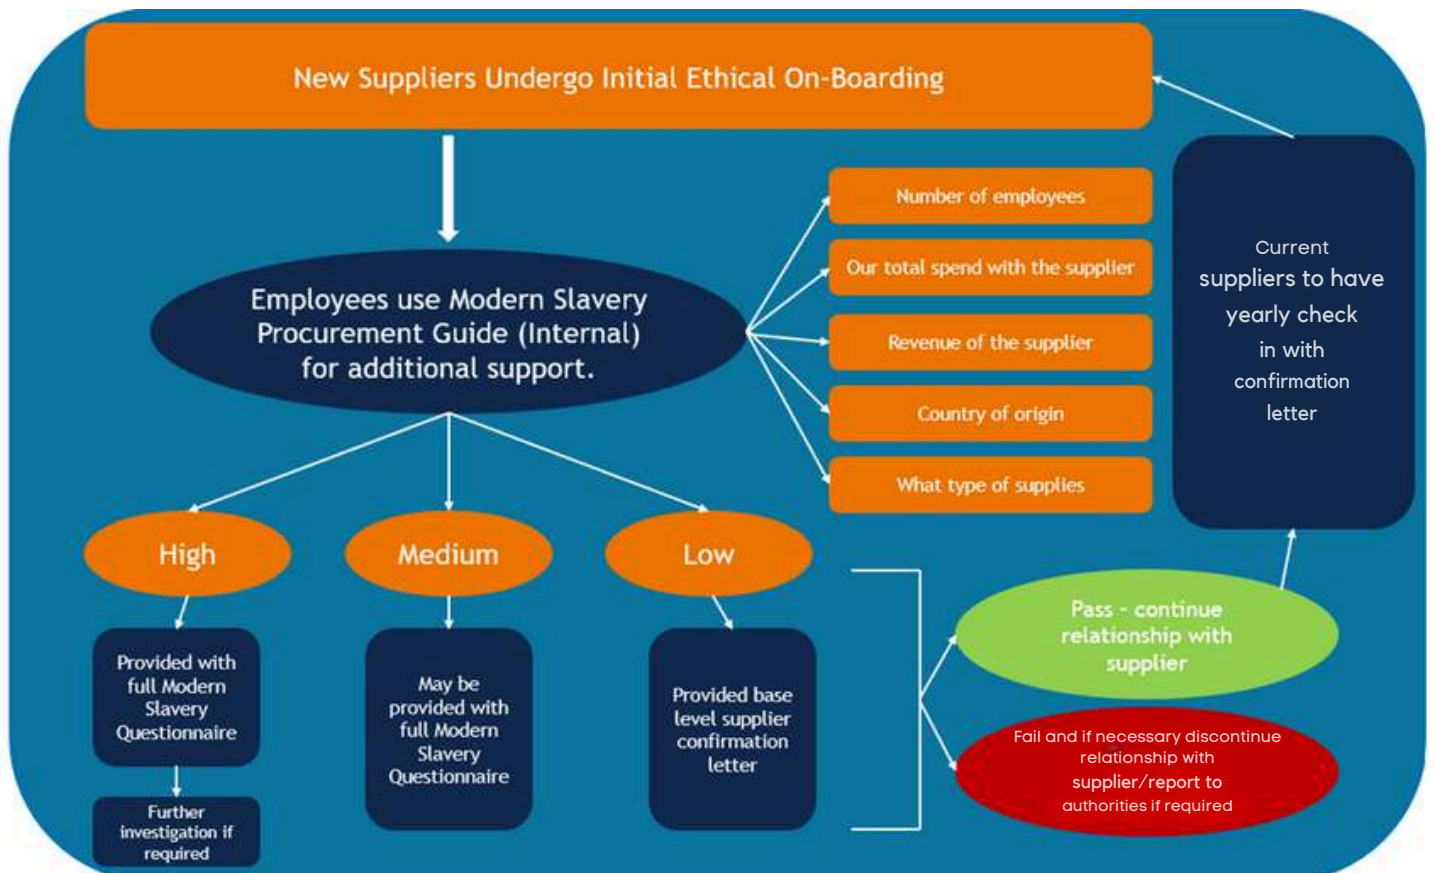 New Suppliers Undergo Initial Ethical On-Boarding
Employees use Modern Slavery
Procurement Guide (Internal)
for additional support.
Number of employees
Our total spend with the supplier
Revenue of the supplier
Country of origin
What type of supplies
Current
suppliers to have
yearly check
in with
confirmation
letter
High
Medium
Low
Provided with
full Modern
Slavery
Questionnaire
Further
investigation if
required
May be
provided with
full Modern
Slavery
Questionnaire
Provided base
level supplier
confirmation
letter
Pass - continue
relationship with
supplier
Fail and if necessary discontinue
relationship with
supplier/report to
authorities if required